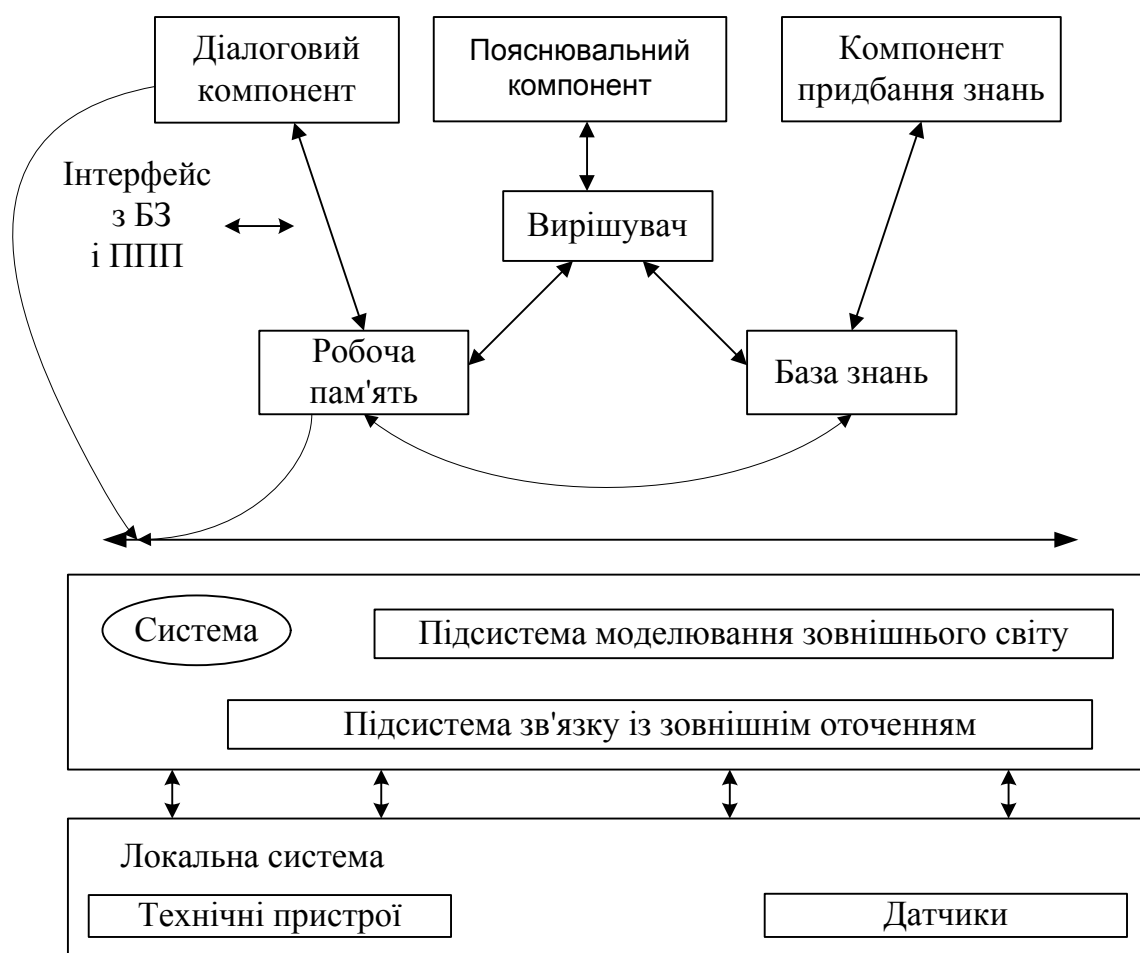 Діалоговий
компонент
Пояснювальний
компонент
Компонент
придбання знань
Інтерфейс
з БЗ
і ППП
Вирішувач
Робоча
пам'ять
База знань
Система
Підсистема моделювання зовнішнього світу
Підсистема зв'язку із зовнішнім оточенням
Локальна система
Технічні пристрої
Датчики